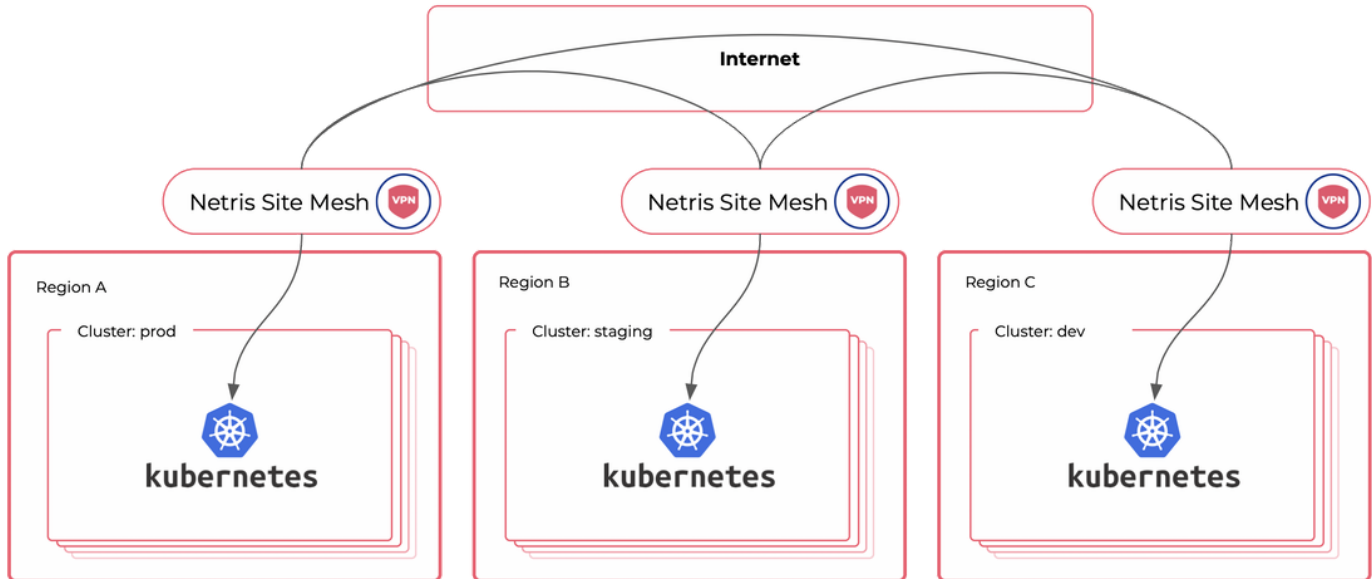 Internet
Netris Site Mesh VPN
Netris Site Mesh VPN
Netris Site Mesh VPN
Region A
Region B
Region C
Cluster: prod
Cluster: staging
Cluster: dev
kubernetes
kubernetes
kubernetes